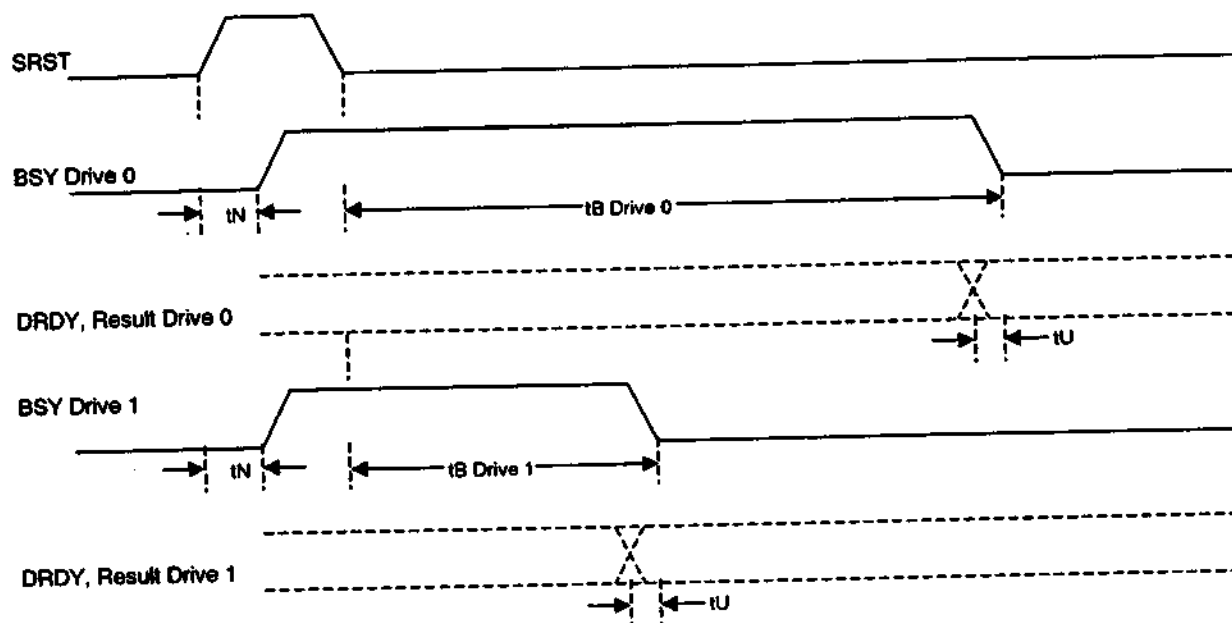 SRST
BSY Drive 0
tN
tB Drive 0
DRDY, Result Drive 0
tU
BSY Drive 1
tN
tB Drive 1
DRDY, Result Drive 1
tU